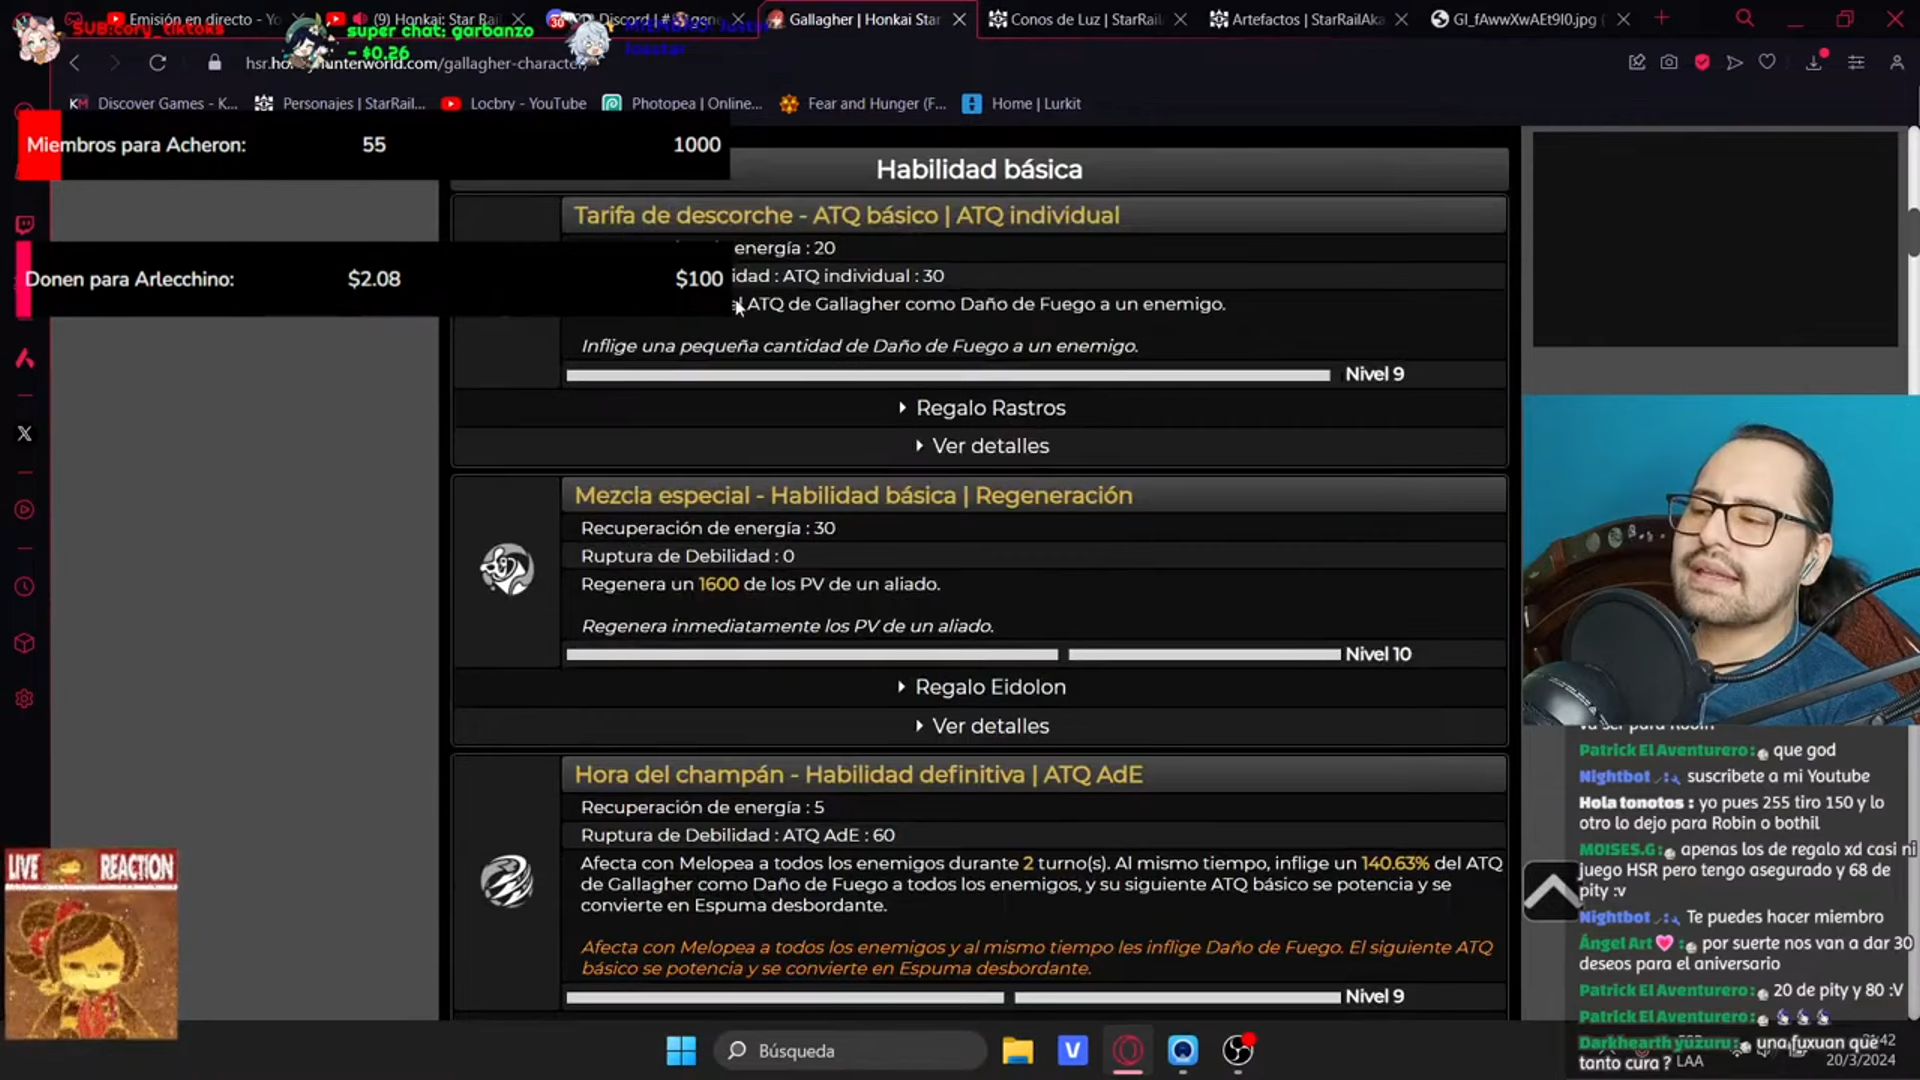 Emisión en directo - Yo
(9) Honkai: Star Rail
Discord | #
Gallagher | Honkai Star
Conos de Luz | StarRail
Artefactos | StarRailAka
GI_fAwwXwAEt9I0.jpg (
SUB:cory_tiktoks
super chat: garbanzo
- $0.26
hsr.ho
hunterworld.com/gallagher-character
Discover Games - K...
Personajes | StarRail...
Locbry - YouTube
Photopea | Online...
Fear and Hunger (F...
Home | Lurkit
Miembros para Acheron: 55 1000
Donen para Arlecchino: $2.08 $100
Habilidad básica
Tarifa de descorche - ATQ básico | ATQ individual
energía : 20
idad : ATQ individual : 30
el ATQ de Gallagher como Daño de Fuego a un enemigo.
Inflige una pequeña cantidad de Daño de Fuego a un enemigo.
Nivel 9
Regalo Rastros
Ver detalles
Mezcla especial - Habilidad básica | Regeneración
Recuperación de energía : 30
Ruptura de Debilidad : 0
Regenera un 1600 de los PV de un aliado.
Regenera inmediatamente los PV de un aliado.
Nivel 10
Regalo Eidolon
Ver detalles
Hora del champán - Habilidad definitiva | ATQ AdE
Recuperación de energía : 5
Ruptura de Debilidad : ATQ AdE : 60
Afecta con Melopea a todos los enemigos durante 2 turno(s). Al mismo tiempo, inflige un 140.63% del ATQ
de Gallagher como Daño de Fuego a todos los enemigos, y su siguiente ATQ básico se potencia y se
convierte en Espuma desbordante.
Afecta con Melopea a todos los enemigos y al mismo tiempo les inflige Daño de Fuego. El siguiente ATQ
básico se potencia y se convierte en Espuma desbordante.
Nivel 9
Patrick El Aventurero: que god
Nightbot : suscribete a mi Youtube
Hola tonotos : yo pues 255 tiro 150 y lo
otro lo dejo para Robin o bothil
MOISES.G: apenas los de regalo xd casi ni
juego HSR pero tengo asegurado y 68 de
pity :v
Nightbot : Te puedes hacer miembro
Ángel Art : por suerte nos van a dar 30
deseos para el aniversario
Patrick El Aventurero: 20 de pity y 80 :V
Patrick El Aventurero:
Darkhearth yuzuru: una fuxuan que
tanto cura ?
LAA
20/3/2024
LIVE REACTION
Búsqueda